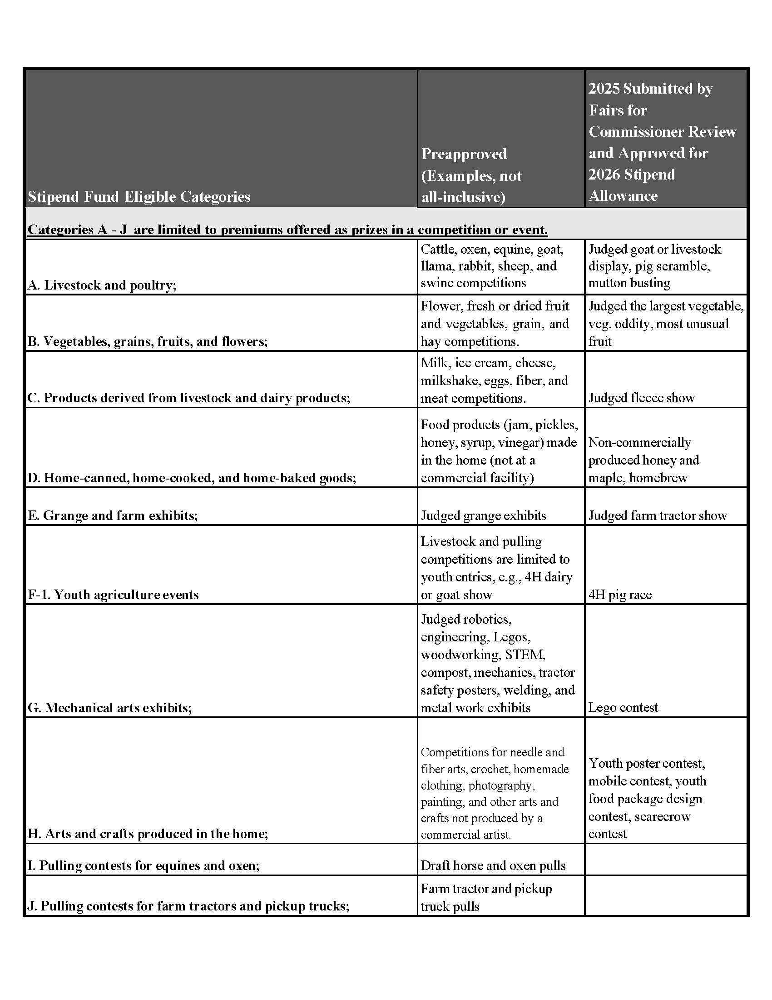 Stipend Fund Eligible Categories
Preapproved
(Examples, not
all-inclusive)
2025 Submitted by
Fairs for
Commissioner Review
and Approved for
2026 Stipend
Allowance
Categories A - J are limited to premiums offered as prizes in a competition or event.
A. Livestock and poultry;
Cattle, oxen, equine, goat,
llama, rabbit, sheep, and
swine competitions
Judged goat or livestock
display, pig scramble,
mutton busting
B. Vegetables, grains, fruits, and flowers;
Flower, fresh or dried fruit
and vegetables, grain, and
hay competitions.
Judged the largest vegetable,
veg. oddity, most unusual
fruit
C. Products derived from livestock and dairy products;
Milk, ice cream, cheese,
milkshake, eggs, fiber, and
meat competitions.
Judged fleece show
D. Home-canned, home-cooked, and home-baked goods;
Food products (jam, pickles,
honey, syrup, vinegar) made
in the home (not at a
commercial facility)
Non-commercially
produced honey and
maple, homebrew
E. Grange and farm exhibits;
Judged grange exhibits
Judged farm tractor show
F-1. Youth agriculture events
Livestock and pulling
competitions are limited to
youth entries, e.g., 4H dairy
or goat show
4H pig race
G. Mechanical arts exhibits;
Judged robotics,
engineering, Legos,
woodworking, STEM,
compost, mechanics, tractor
safety posters, welding, and
metal work exhibits
Lego contest
H. Arts and crafts produced in the home;
Competitions for needle and
fiber arts, crochet, homemade
clothing, photography,
painting, and other arts and
crafts not produced by a
commercial artist.
Youth poster contest,
mobile contest, youth
food package design
contest, scarecrow
contest
I. Pulling contests for equines and oxen;
Draft horse and oxen pulls
J. Pulling contests for farm tractors and pickup trucks;
Farm tractor and pickup
truck pulls